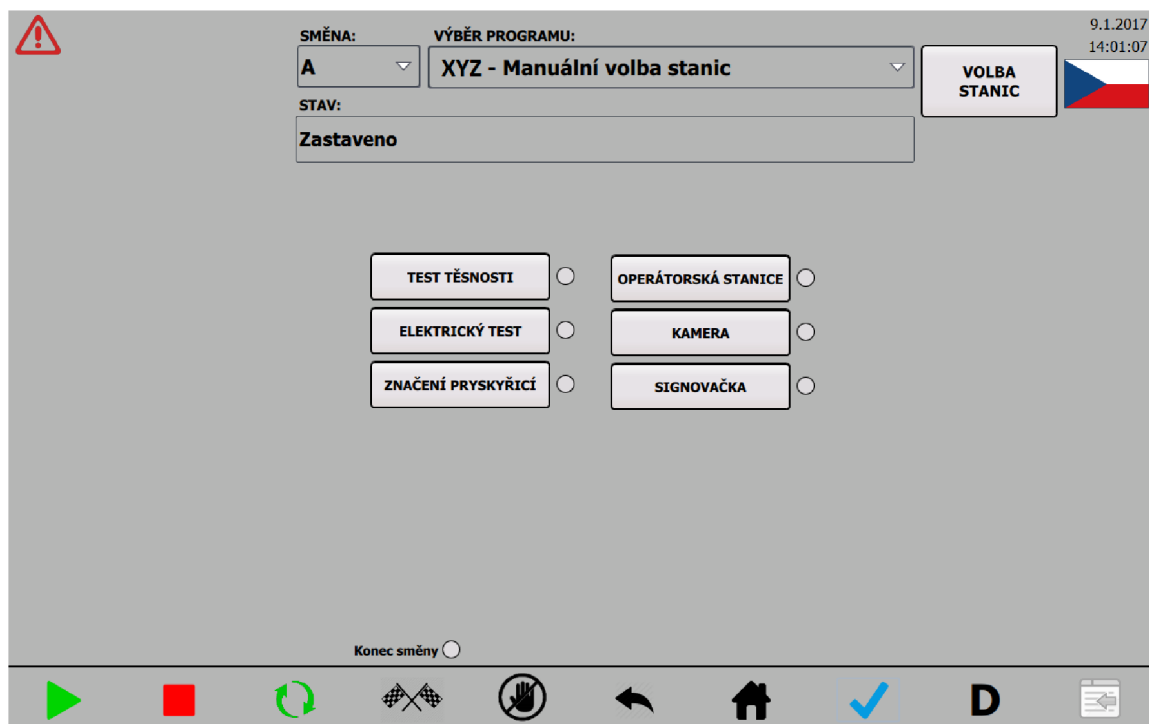 9.1.2017
14:01:07
SMĚNA:
VÝBĚR PROGRAMU:
A
XYZ - Manuální volba stanic
VOLBA
STANIC
STAV:
Zastaveno
TEST TĚSNOSTI
OPERÁTORSKÁ STANICE
ELEKTRICKÝ TEST
KAMERA
ZNAČENÍ PRYSKYŘICÍ
SIGNOVAČKA
Konec směny
D